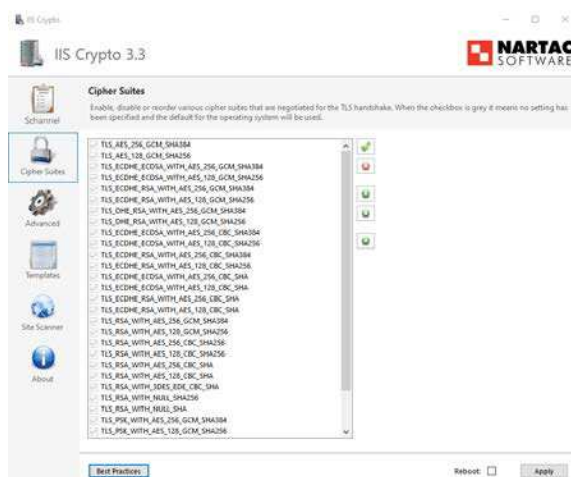 IIS Crypto
IIS Crypto 3.3
NARTAC
SOFTWARE
Schannel
Cipher Suites
Advanced
Templates
Site Scanner
About
Cipher Suites
Enable, disable or reorder various cipher suites that are negotiated for the TLS handshake. When the checkbox is grey it means no setting has
been specified and the default for the operating system will be used.
TLS_AES_256_GCM_SHA384
TLS_AES_128_GCM_SHA256
TLS_ECDHE_ECDSA_WITH_AES_256_GCM_SHA384
TLS_ECDHE_ECDSA_WITH_AES_128_GCM_SHA256
TLS_ECDHE_RSA_WITH_AES_256_GCM_SHA384
TLS_ECDHE_RSA_WITH_AES_128_GCM_SHA256
TLS_DHE_RSA_WITH_AES_256_GCM_SHA384
TLS_DHE_RSA_WITH_AES_128_GCM_SHA256
TLS_ECDHE_ECDSA_WITH_AES_256_CBC_SHA384
TLS_ECDHE_ECDSA_WITH_AES_128_CBC_SHA256
TLS_ECDHE_RSA_WITH_AES_256_CBC_SHA384
TLS_ECDHE_RSA_WITH_AES_128_CBC_SHA256
TLS_ECDHE_ECDSA_WITH_AES_256_CBC_SHA
TLS_ECDHE_ECDSA_WITH_AES_128_CBC_SHA
TLS_ECDHE_RSA_WITH_AES_256_CBC_SHA
TLS_ECDHE_RSA_WITH_AES_128_CBC_SHA
TLS_RSA_WITH_AES_256_GCM_SHA384
TLS_RSA_WITH_AES_128_GCM_SHA256
TLS_RSA_WITH_AES_256_CBC_SHA256
TLS_RSA_WITH_AES_128_CBC_SHA256
TLS_RSA_WITH_AES_256_CBC_SHA
TLS_RSA_WITH_AES_128_CBC_SHA
TLS_RSA_WITH_3DES_EDE_CBC_SHA
TLS_RSA_WITH_NULL_SHA256
TLS_RSA_WITH_NULL_SHA
TLS_PSK_WITH_AES_256_GCM_SHA384
TLS_PSK_WITH_AES_128_GCM_SHA256
Best Practices
Reboot:
Apply